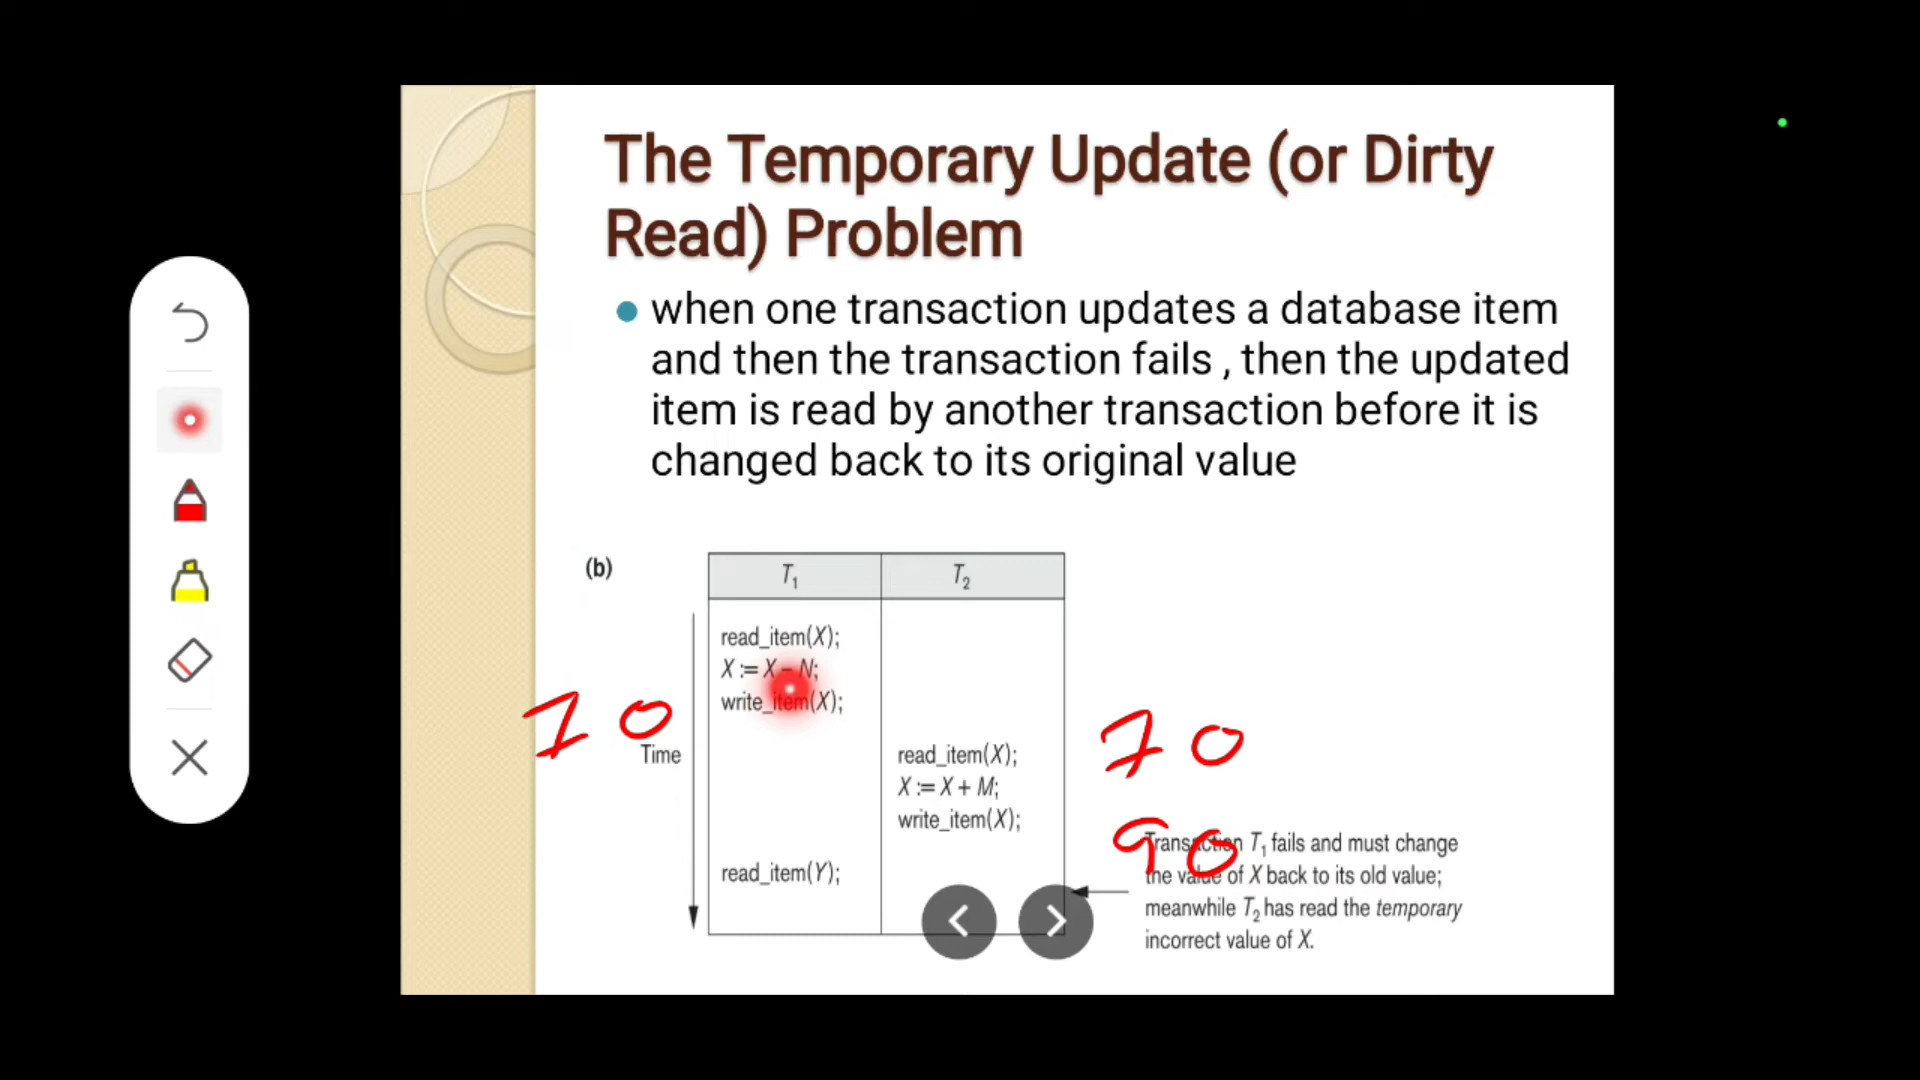 The Temporary Update (or Dirty
Read) Problem
when one transaction updates a database item
and then the transaction fails , then the updated
item is read by another transaction before it is
changed back to its original value
(b)
T1
T2
read_item(X);
X := X – N;
write_item(X);
70
Time
read_item(X);
X := X + M;
write_item(X);
70
90
read_item(Y);
Transaction T1 fails and must change
the value of X back to its old value;
meanwhile T2 has read the temporary
incorrect value of X.